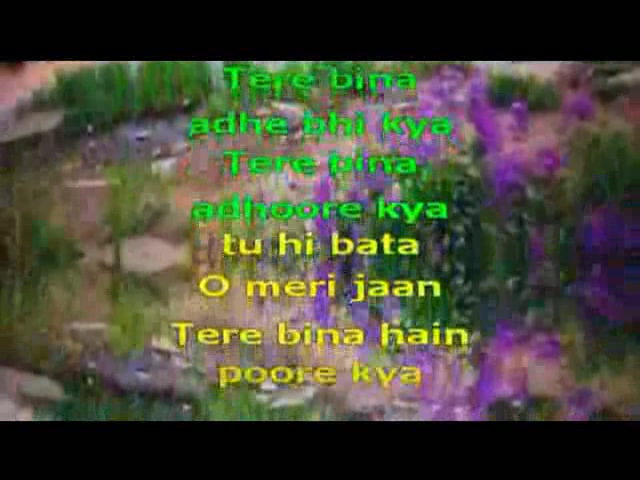 Tere bina
adhe bhi kya
Tere bina
adhoore kya
tu hi bata
O meri jaan
Tere bina hain
poore kya